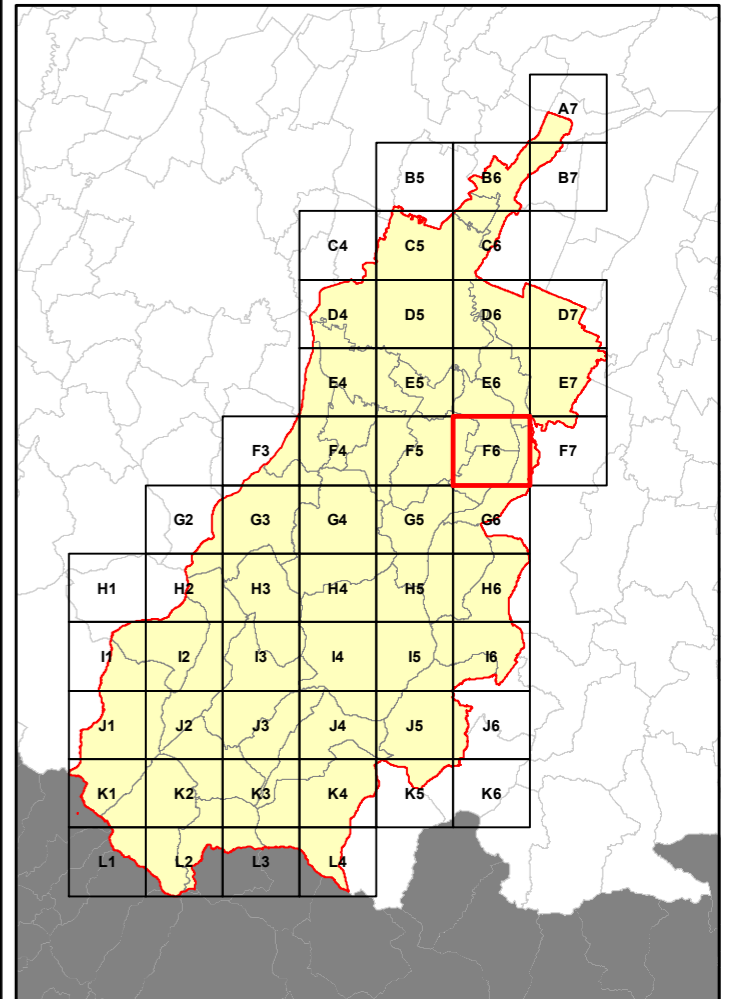 A7
B5 B6 B7
C4 C5 C6
D4 D5 D6 D7
E4 E5 E6 E7
F3 F4 F5 F6 F7
G2 G3 G4 G5 G6
H1 H2 H3 H4 H5 H6
I1 I2 I3 I4 I5 I6
J1 J2 J3 J4 J5 J6
K1 K2 K3 K4 K5 K6
L1 L2 L3 L4